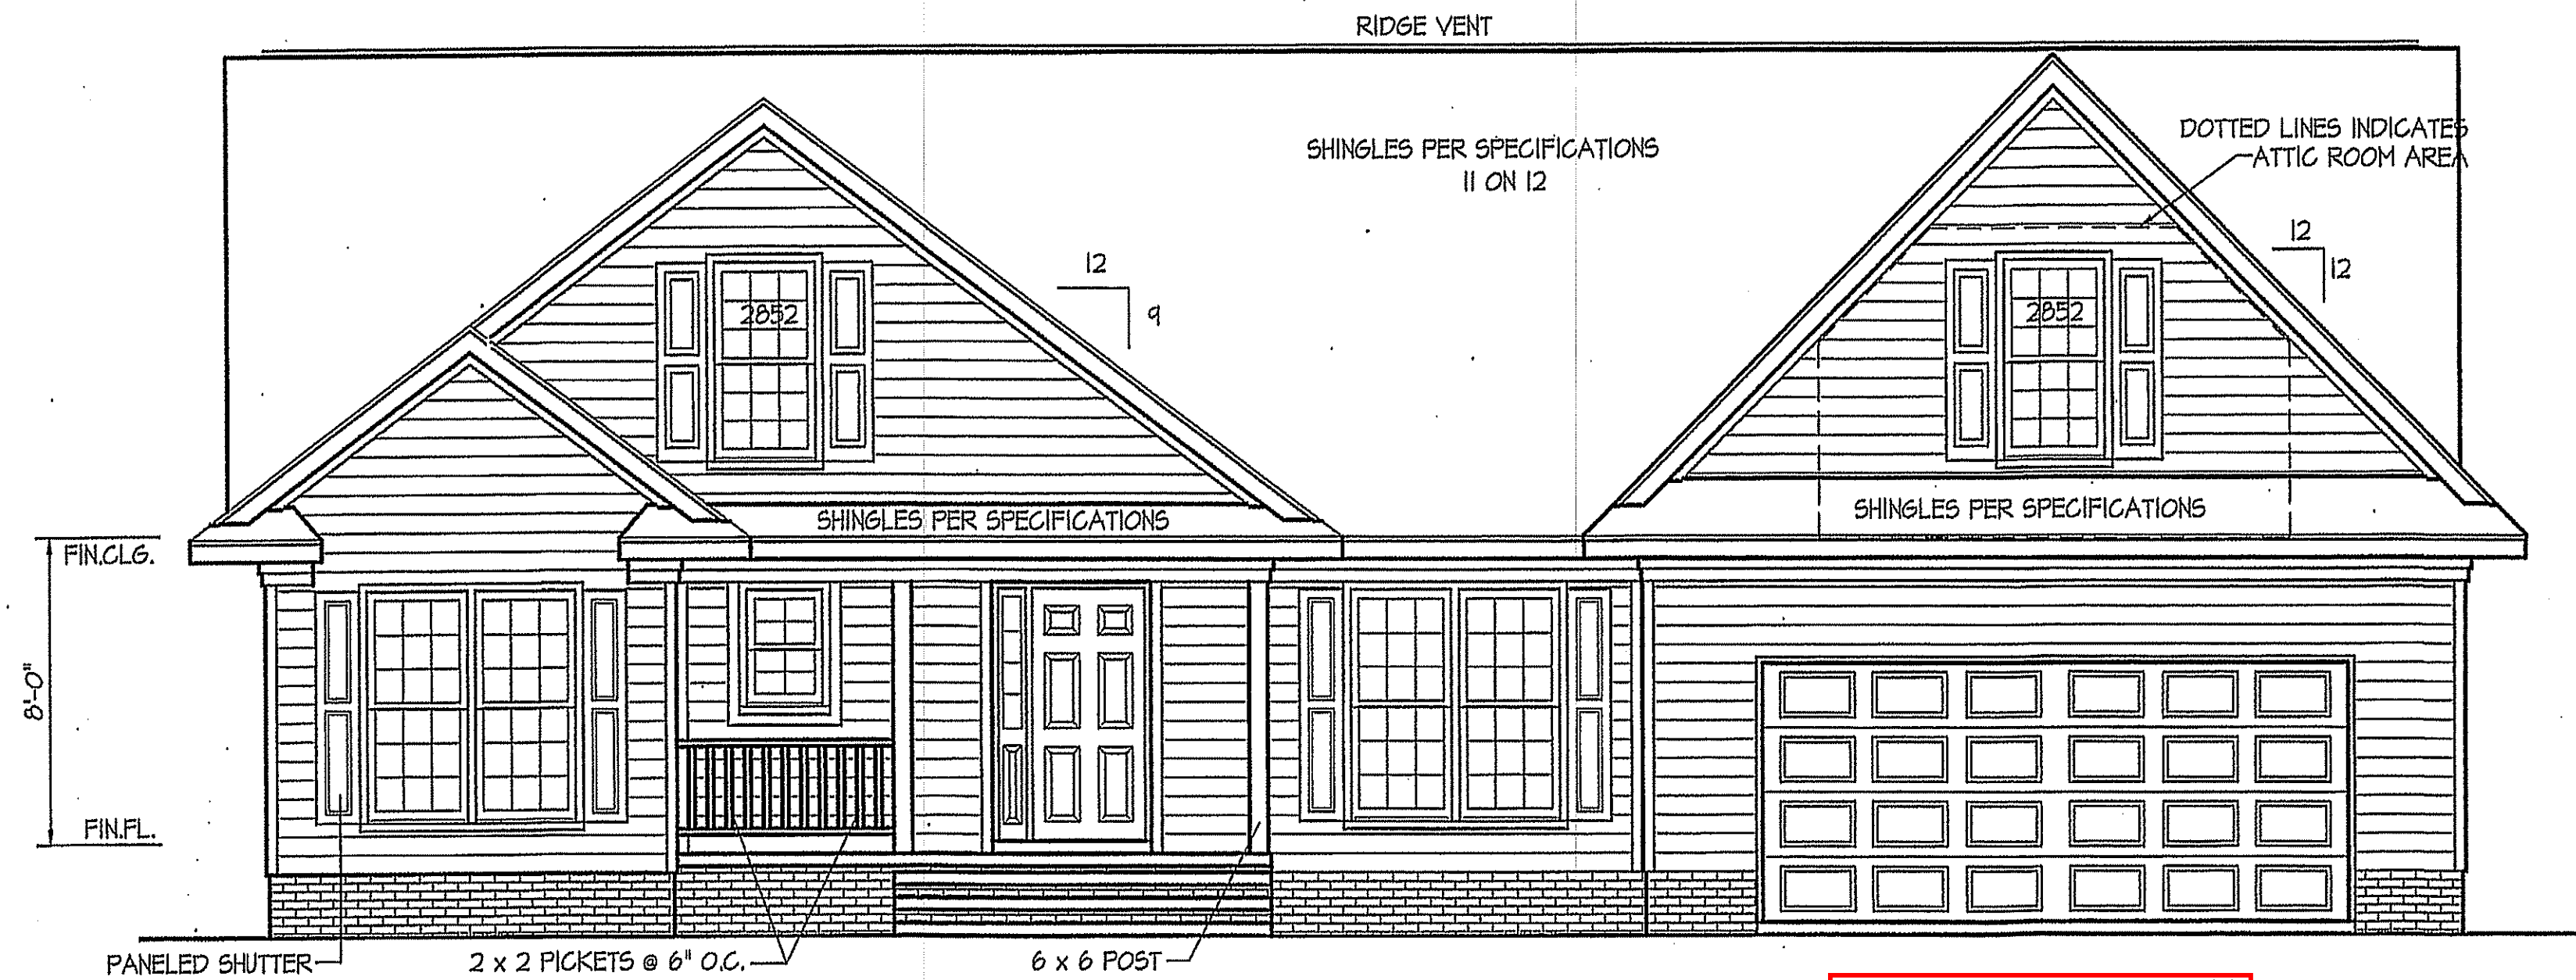 RIDGE VENT
SHINGLES PER SPECIFICATIONS
11 ON 12
DOTTED LINES INDICATES
ATTIC ROOM AREA
12
9
12
12
2852
2852
SHINGLES PER SPECIFICATIONS
SHINGLES PER SPECIFICATIONS
FIN.CLG.
8'-0"
FIN.FL.
PANELED SHUTTER
2 x 2 PICKETS @ 6" O.C.
6 x 6 POST